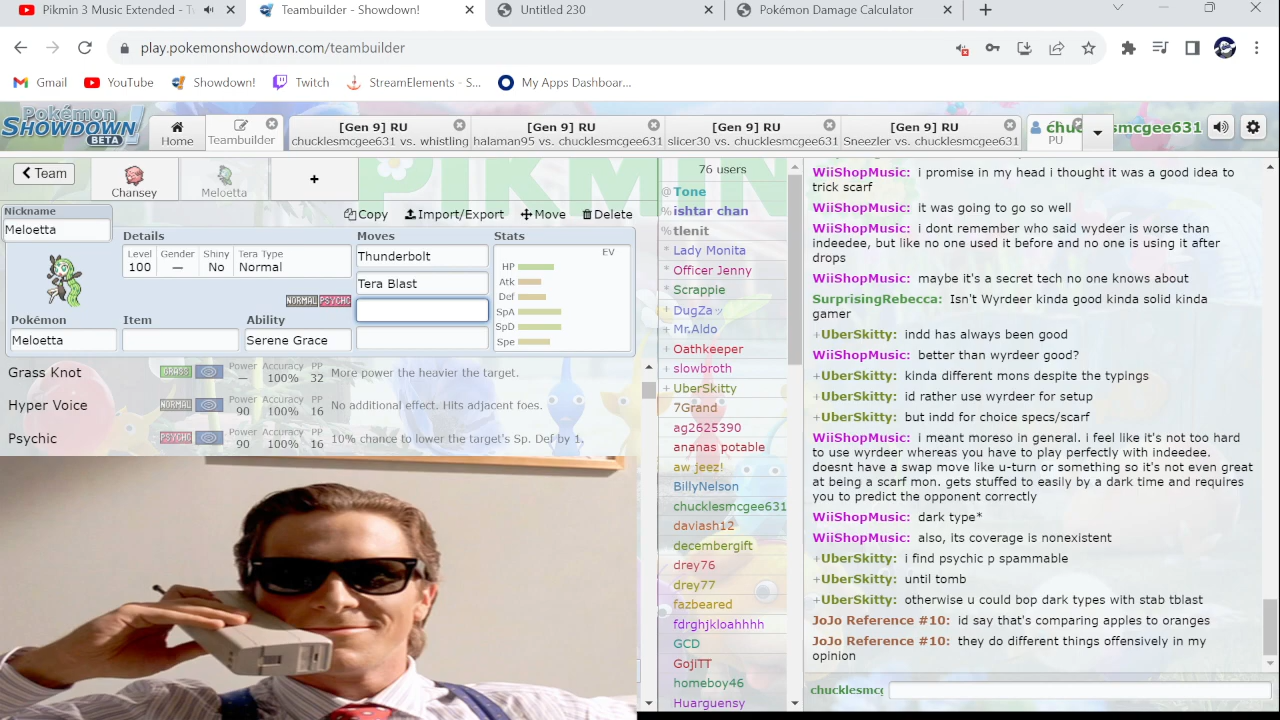 Pikmin 3 Music Extended - Tw
Teambuilder - Showdown!
Untitled 230
Pokémon Damage Calculator
play.pokemonshowdown.com/teambuilder
Gmail
YouTube
Showdown!
Twitch
StreamElements - S...
My Apps Dashboar...
Pokémon
SHOWDOWN!
BETA
Home
Teambuilder
[Gen 9] RU
chucklesmcgee631 vs. whistling
[Gen 9] RU
halaman95 vs. chucklesmcgee631
[Gen 9] RU
slicer30 vs. chucklesmcgee631
[Gen 9] RU
Sneezler vs. chucklesmcgee631
PU
smcgee631
Team
Chansey
Meloetta
+
PIKMIN
Copy
Import/Export
Move
Delete
Nickname
Meloetta
Details
Level
100
Gender
—
Shiny
No
Tera Type
Normal
NORMAL PSYCHC
Pokémon
Meloetta
Item
Ability
Serene Grace
Moves
Thunderbolt
Tera Blast
Stats
EV
HP
Atk
Def
SpA
SpD
Spe
Grass Knot
GRASS
Power
—
Accuracy
100%
PP
32
More power the heavier the target.
Hyper Voice
NORMAL
Power
90
Accuracy
100%
PP
16
No additional effect. Hits adjacent foes.
Psychic
PSYCHC
Power
90
Accuracy
100%
PP
16
10% chance to lower the target's Sp. Def by 1.
76 users
@Tone
%ishtar chan
%tlenit
*Lady Monita
*Officer Jenny
*Scrappie
+DugZa
+Mr.Aldo
+Oathkeeper
+slowbroth
+UberSkitty
7Grand
ag2625390
ananas potable
aw jeez!
BillyNelson
chucklesmcgee631
davlash12
decembergift
drey76
drey77
fazbeared
fdrghjkloahhhh
GCD
GojiTT
homeboy46
Huarguensy
WiiShopMusic: i promise in my head i thought it was a good idea to
trick scarf
WiiShopMusic: it was going to go so well
WiiShopMusic: i dont remember who said wydeer is worse than
indeedee, but like no one used it before and no one is using it after
drops
WiiShopMusic: maybe it's a secret tech no one knows about
SurprisingRebecca: Isn't Wyrdeer kinda good kinda solid kinda
gamer
+UberSkitty: indd has always been good
WiiShopMusic: better than wyrdeer good?
+UberSkitty: kinda different mons despite the typings
+UberSkitty: id rather use wyrdeer for setup
+UberSkitty: but indd for choice specs/scarf
WiiShopMusic: i meant moreso in general. i feel like it's not too hard
to use wyrdeer whereas you have to play perfectly with indeedee.
doesnt have a swap move like u-turn or something so it's not even great
at being a scarf mon. gets stuffed to easily by a dark time and requires
you to predict the opponent correctly
WiiShopMusic: dark type*
WiiShopMusic: also, its coverage is nonexistent
+UberSkitty: i find psychic p spammable
+UberSkitty: until tomb
+UberSkitty: otherwise u could bop dark types with stab tblast
JoJo Reference #10: id say that's comparing apples to oranges
JoJo Reference #10: they do different things offensively in my
opinion
chucklesmcg